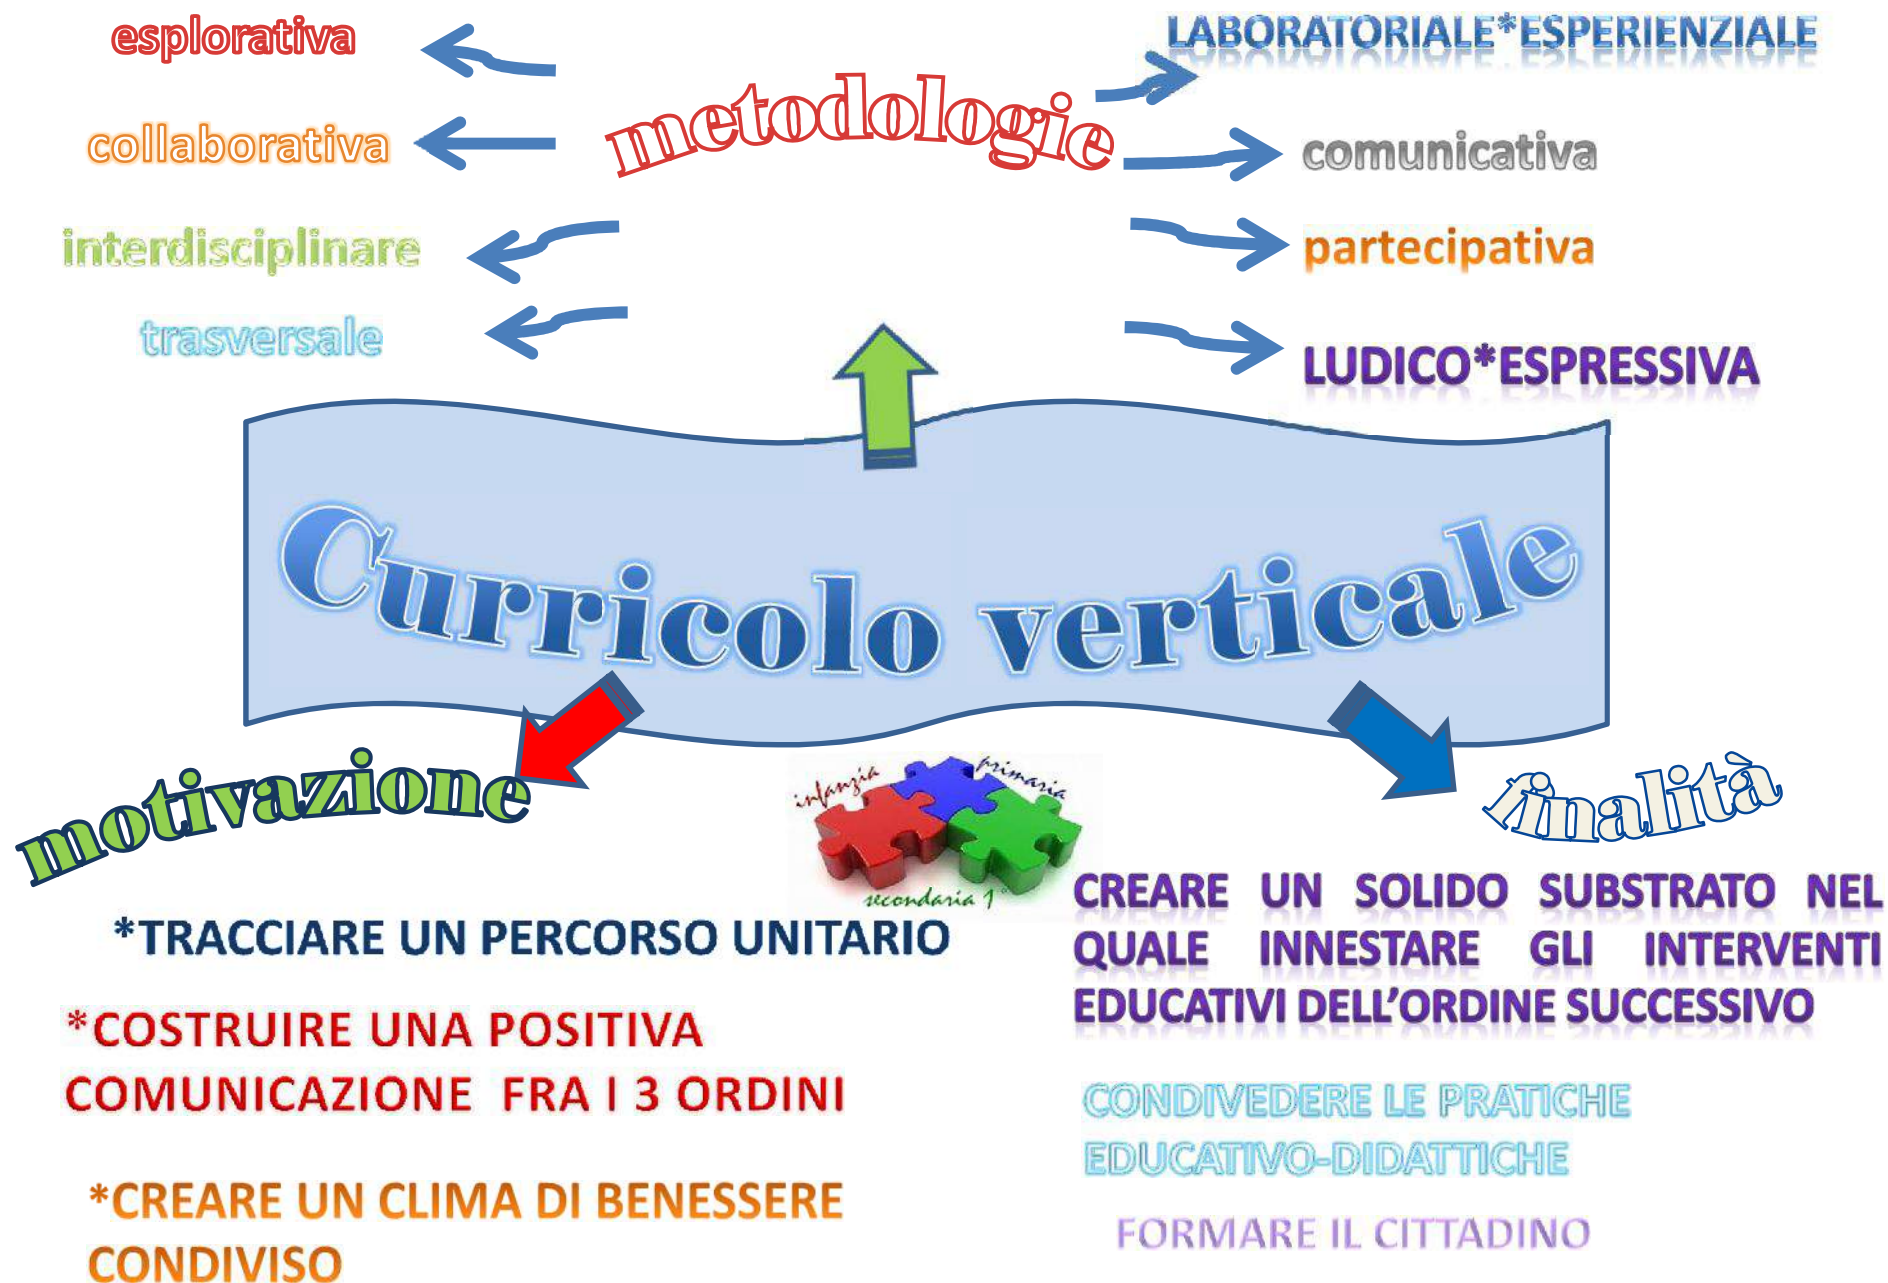 esplorativa
LABORATORIALE*ESPERIENZIALE
metodologie
collaborativa
comunicativa
interdisciplinare
partecipativa
trasversale
LUDICO*ESPRESSIVA
Curricolo verticale
motivazione
infanzia
primaria
secondaria 1°
finalità
*TRACCIARE UN PERCORSO UNITARIO
*COSTRUIRE UNA POSITIVA
COMUNICAZIONE FRA I 3 ORDINI
*CREARE UN CLIMA DI BENESSERE
CONDIVISO
CREARE UN SOLIDO SUBSTRATO NEL
QUALE INNESTARE GLI INTERVENTI
EDUCATIVI DELL’ORDINE SUCCESSIVO
CONDIVEDERE LE PRATICHE
EDUCATIVO-DIDATTICHE
FORMARE IL CITTADINO